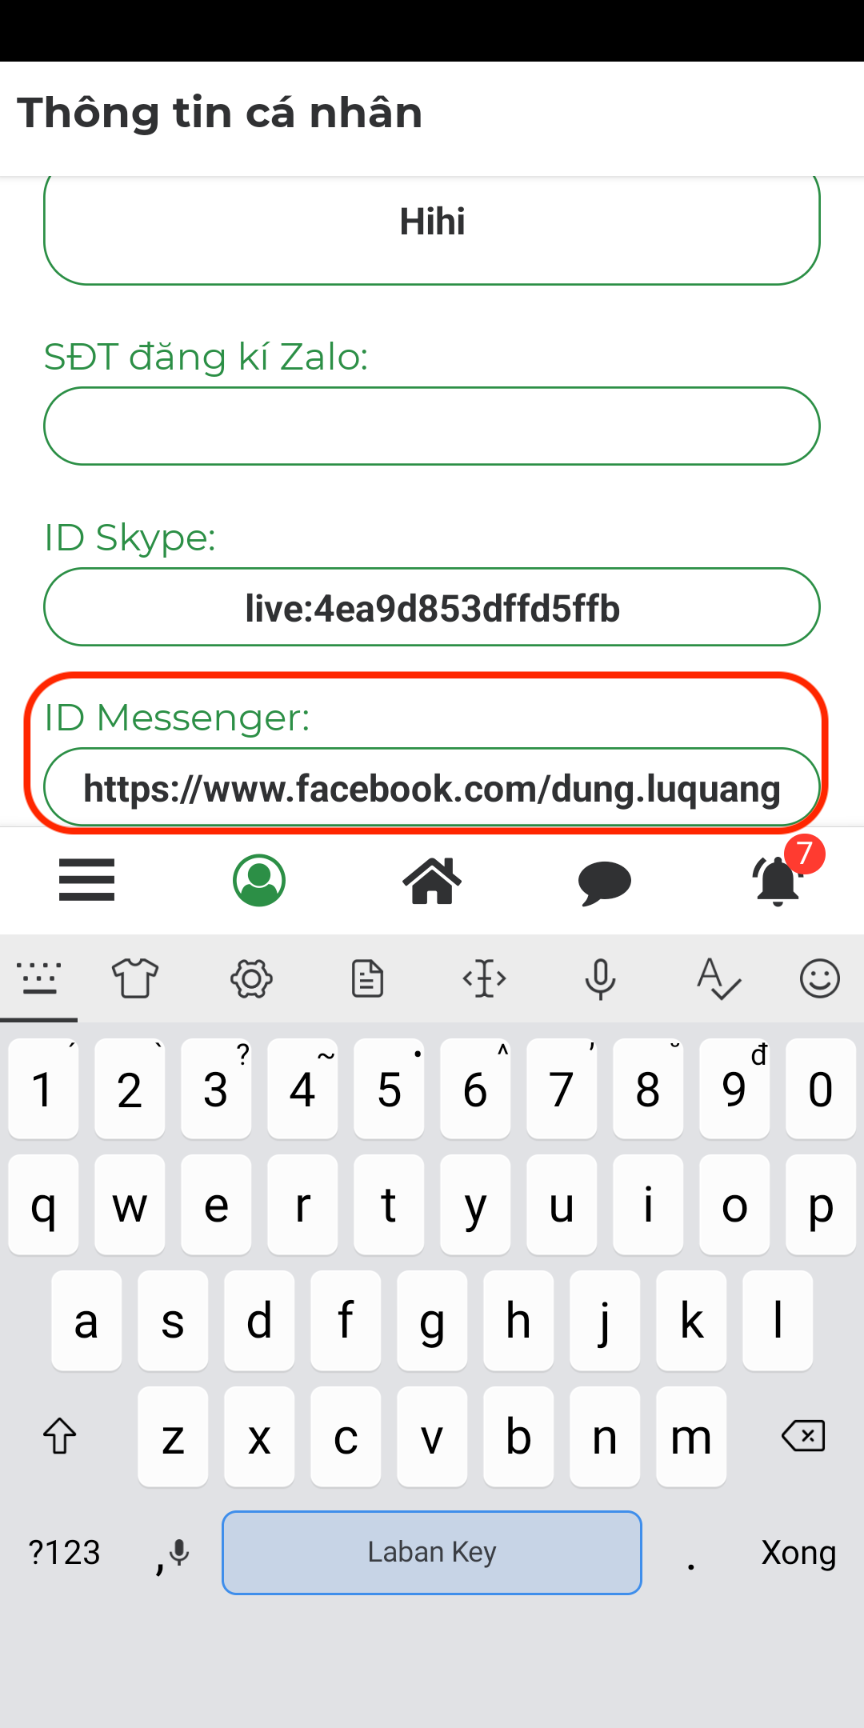 Thông tin cá nhân
Hihi
SĐT đăng kí Zalo:
ID Skype:
live:4ea9d853dffd5ffb
ID Messenger:
https://www.facebook.com/dung.luquang
7
1 ´ 2 ` 3 ? 4 ~ 5 • 6 ^ 7 ʼ 8 ˘ 9 đ 0
q w e r t y u i o p
a s d f g h j k l
z x c v b n m
?123 , Laban Key . Xong